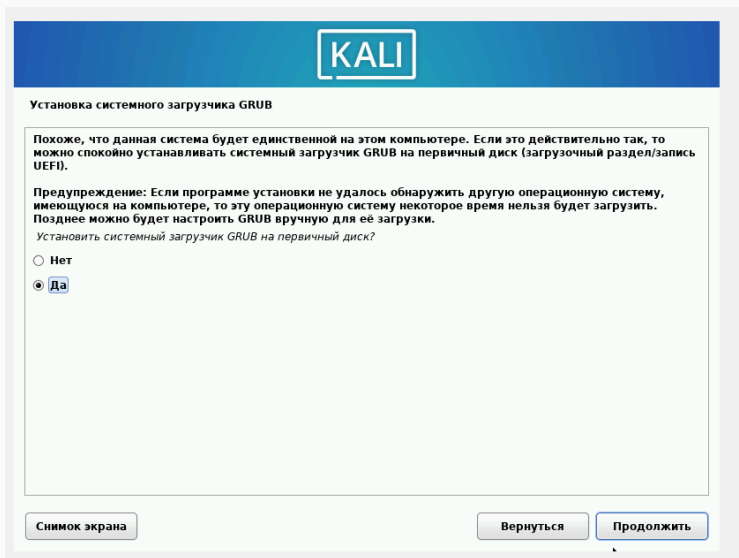 KALI
Установка системного загрузчика GRUB
Похоже, что данная система будет единственной на этом компьютере. Если это действительно так, то
можно спокойно устанавливать системный загрузчик GRUB на первичный диск (загрузочный раздел/запись
UEFI).
Предупреждение: Если программе установки не удалось обнаружить другую операционную систему,
имеющуюся на компьютере, то эту операционную систему некоторое время нельзя будет загрузить.
Позднее можно будет настроить GRUB вручную для её загрузки.
Установить системный загрузчик GRUB на первичный диск?
Нет
Да
Снимок экрана
Вернуться
Продолжить